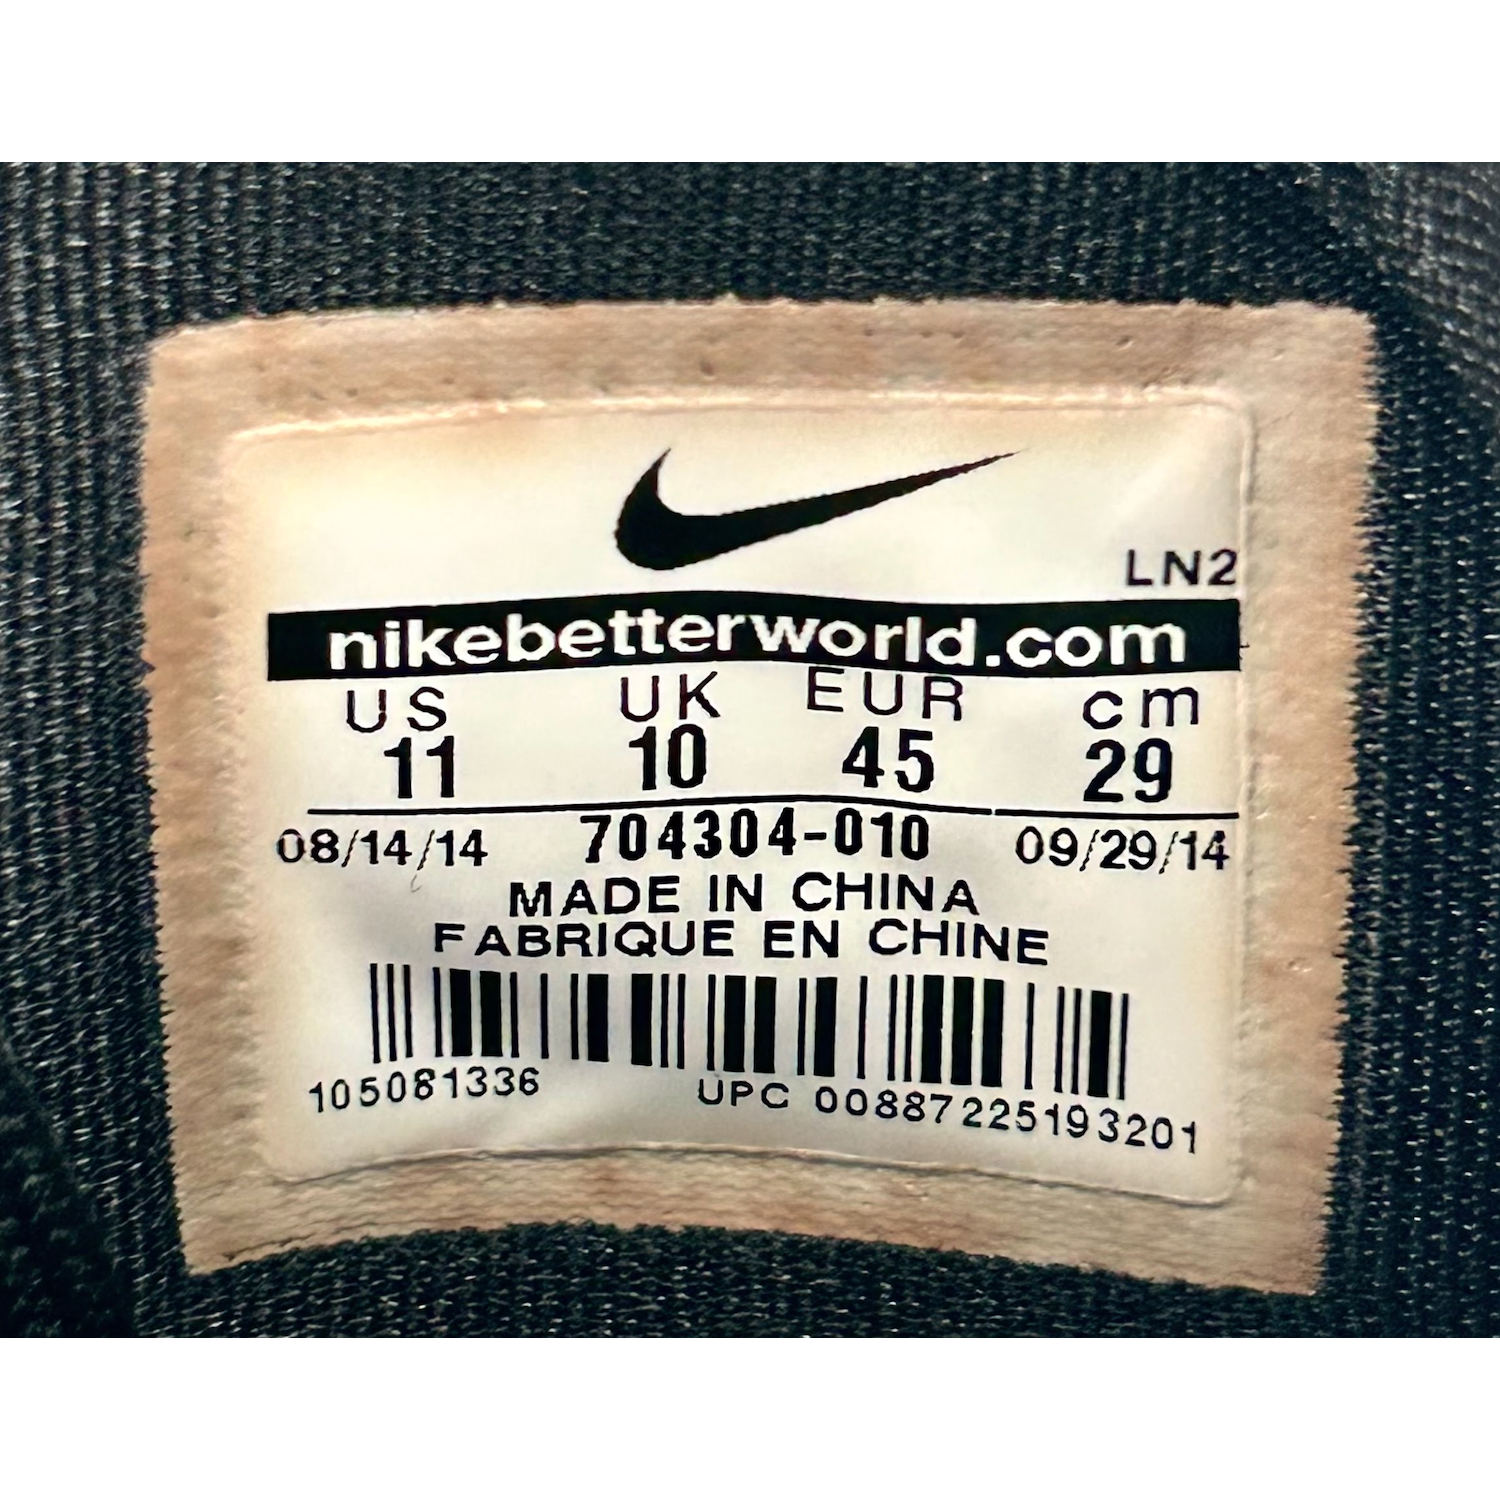 LN2
nikebetterworld.com
US UK EUR cm
11 10 45 29
08/14/14 704304-010 09/29/14
MADE IN CHINA
FABRIQUE EN CHINE
105081336 UPC 00887225193201